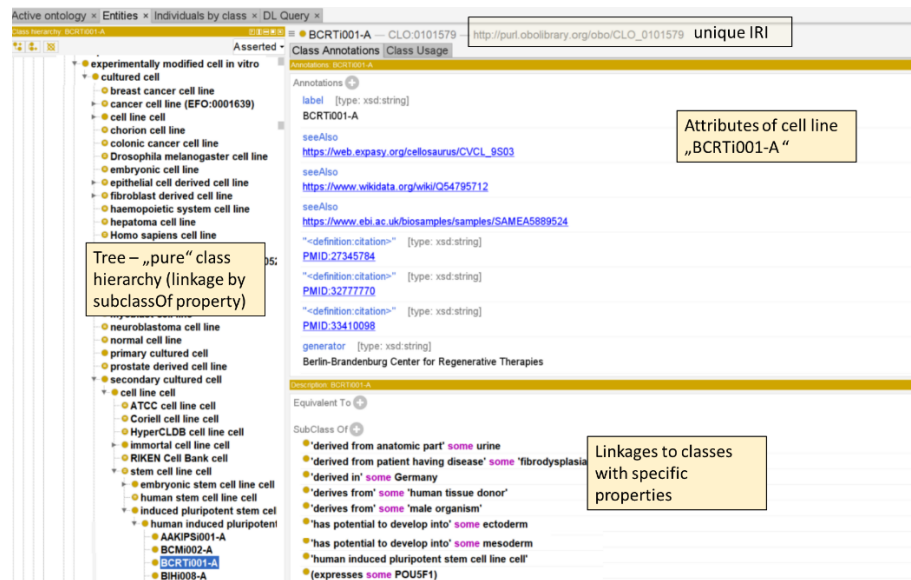 Active ontology × Entities × Individuals by class × DL Query ×
Class hierarchy: BCRTi001-A
Asserted
experimentally modified cell in vitro
cultured cell
breast cancer cell line
cancer cell line (EFO:0001639)
cell line cell
chorion cell line
colonic cancer cell line
Drosophila melanogaster cell line
embryonic cell line
epithelial cell derived cell line
fibroblast derived cell line
haemopoietic system cell line
hepatoma cell line
Homo sapiens cell line
Tree – „pure“ class
hierarchy (linkage by
subclassOf property)
neuroblastoma cell line
normal cell line
primary cultured cell
prostate derived cell line
secondary cultured cell
cell line cell
ATCC cell line cell
Coriell cell line cell
HyperCLDB cell line cell
immortal cell line cell
RIKEN Cell Bank cell
stem cell line cell
embryonic stem cell line cell
human stem cell line cell
induced pluripotent stem cel
human induced pluripotent
AAKIPSi001-A
BCMi002-A
BCRTi001-A
BIHi008-A
BCRTi001-A — CLO:0101579 — http://purl.obolibrary.org/obo/CLO_0101579
unique IRI
Class Annotations Class Usage
Annotations: BCRTi001-A
Annotations
label [type: xsd:string]
BCRTi001-A
seeAlso
https://web.expasy.org/cellosaurus/CVCL_9S03
seeAlso
https://www.wikidata.org/wiki/Q54795712
seeAlso
https://www.ebi.ac.uk/biosamples/samples/SAMEA5889524
"<definition:citation>" [type: xsd:string]
PMID:27345784
"<definition:citation>" [type: xsd:string]
PMID:32777770
"<definition:citation>" [type: xsd:string]
PMID:33410098
generator [type: xsd:string]
Berlin-Brandenburg Center for Regenerative Therapies
Attributes of cell line
„BCRTi001-A “
Description: BCRTi001-A
Equivalent To
SubClass Of
'derived from anatomic part' some urine
'derived from patient having disease' some 'fibrodysplasia
'derived in' some Germany
'derives from' some 'human tissue donor'
'derives from' some 'male organism'
'has potential to develop into' some ectoderm
'has potential to develop into' some mesoderm
'human induced pluripotent stem cell line cell'
(expresses some POU5F1)
Linkages to classes
with specific
properties